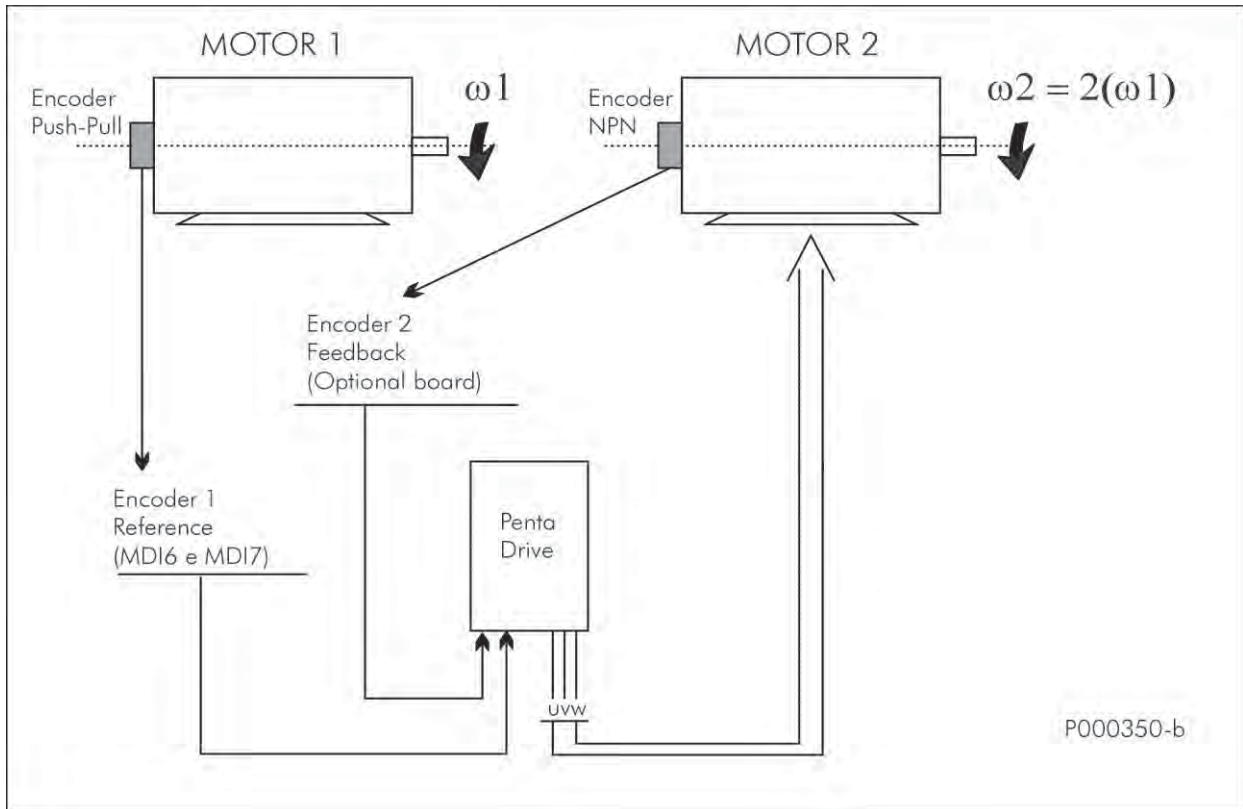 MOTOR 1
MOTOR 2
Encoder
Push-Pull
ω1
Encoder
NPN
ω2 = 2(ω1)
Encoder 2
Feedback
(Optional board)
Encoder 1
Reference
(MDI6 e MDI7)
Penta
Drive
UVW
P000350-b